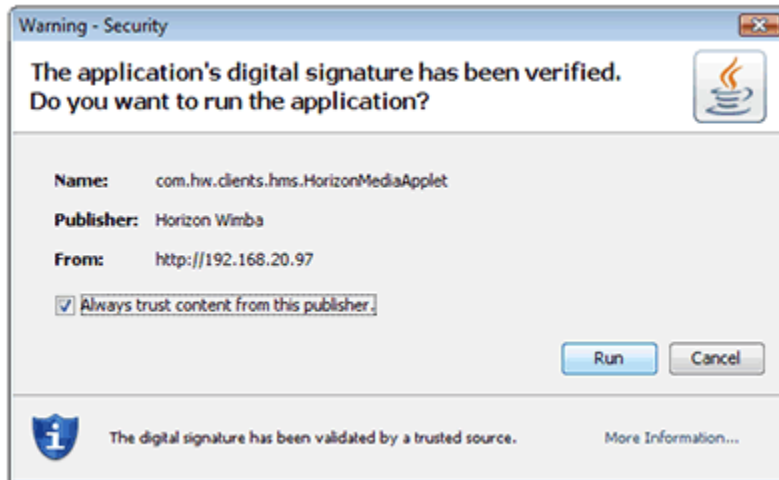 Warning - Security
The application's digital signature has been verified.
Do you want to run the application?
Name: com.hw.clients.hms.HorizonMediaApplet
Publisher: Horizon Wimba
From: http://192.168.20.97
Always trust content from this publisher.
Run Cancel
The digital signature has been validated by a trusted source. More Information...